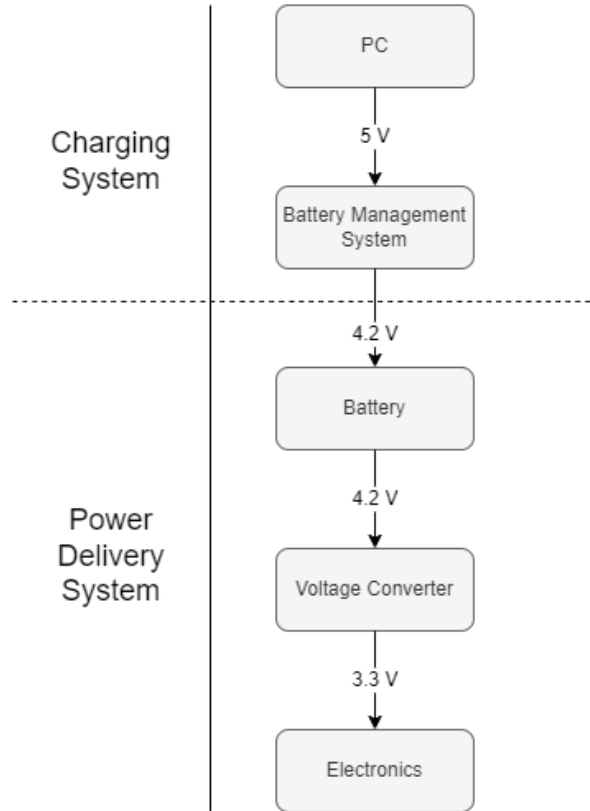 PC
5 V
Charging
System
Battery Management
System
4.2 V
Battery
4.2 V
Power
Delivery
System
Voltage Converter
3.3 V
Electronics